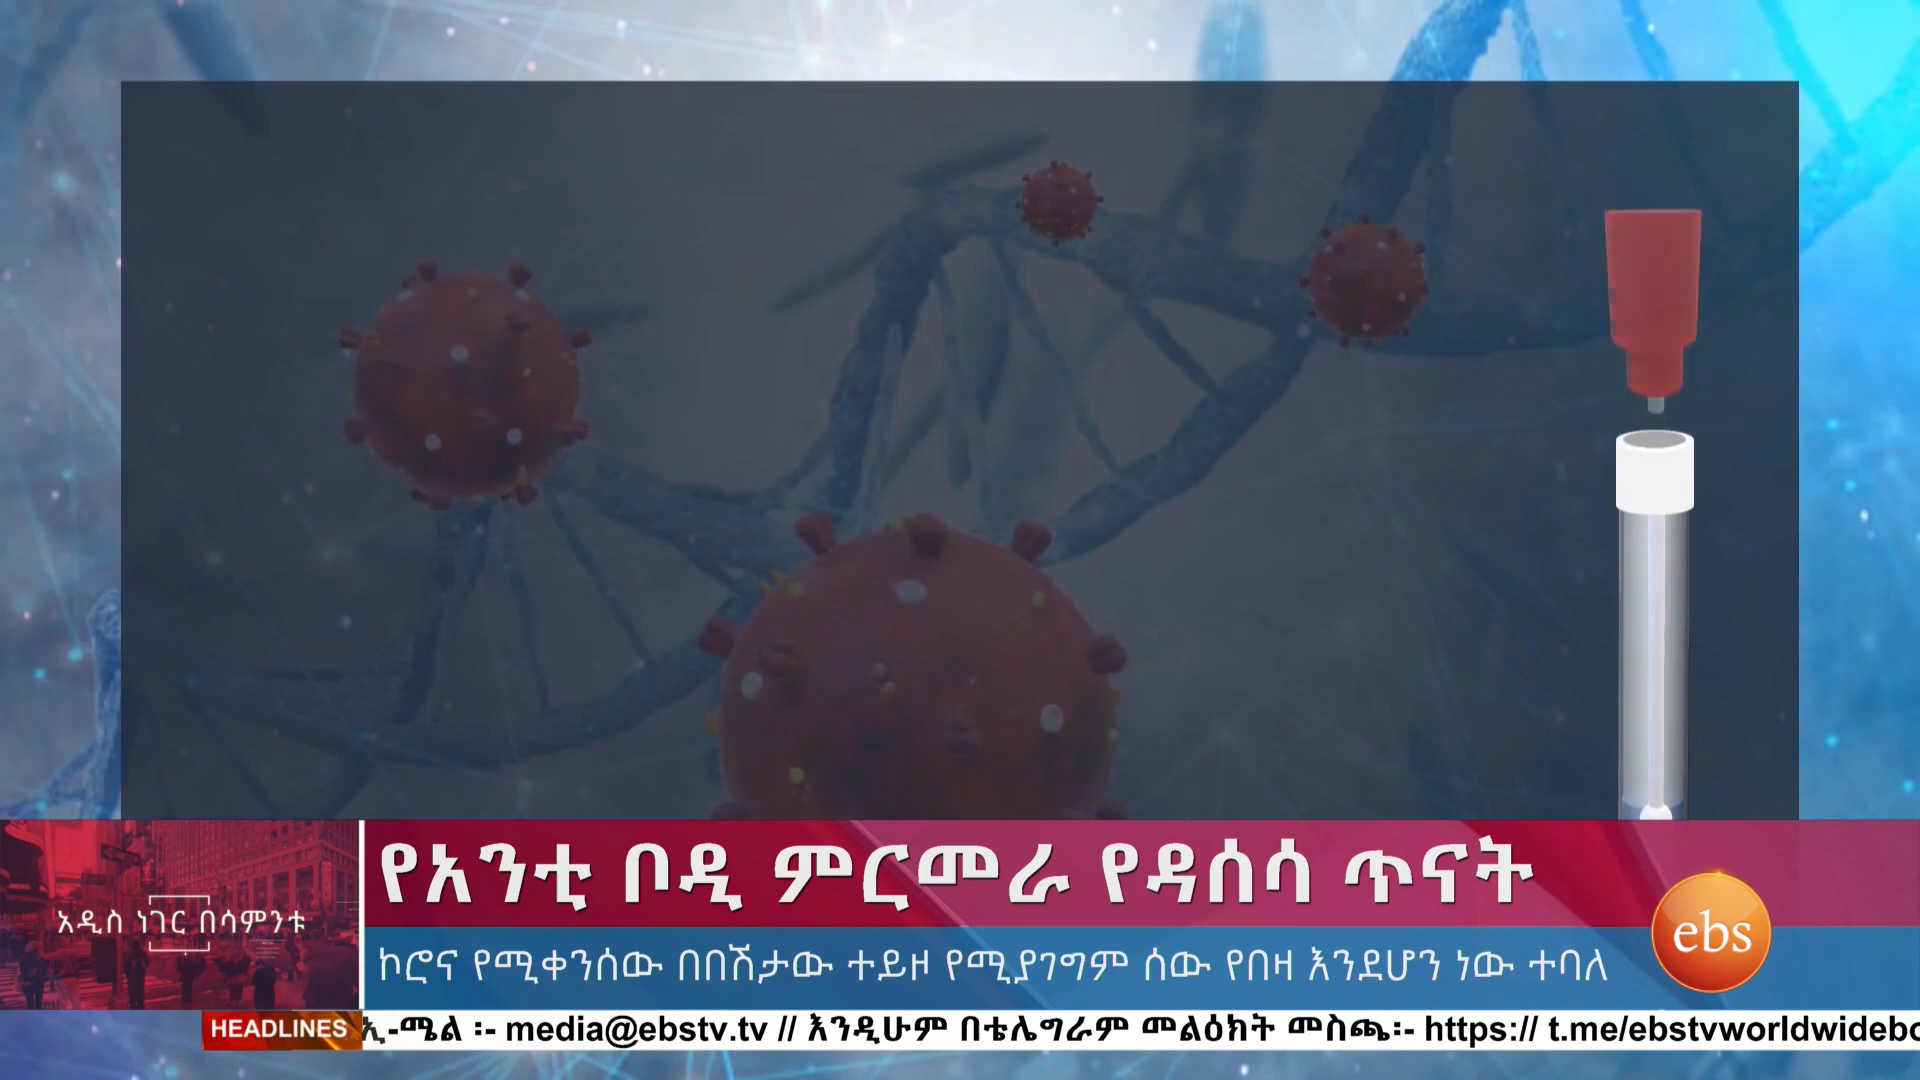 የአንቲ ቦዲ ምርመራ የዳሰሳ ጥናት
አዲስ ነገር በሳምንቱ
ebs
ኮሮና የሚቀንሰው በበሽታው ተይዞ የሚያገግም ሰው የበዛ እንደሆን ነው ተባለ
HEADLINES
ኢ-ሜል ፡- media@ebstv.tv // እንዲሁም በቴሌግራም መልዕክት መስጫ፡- https:// t.me/ebstvworldwidebo